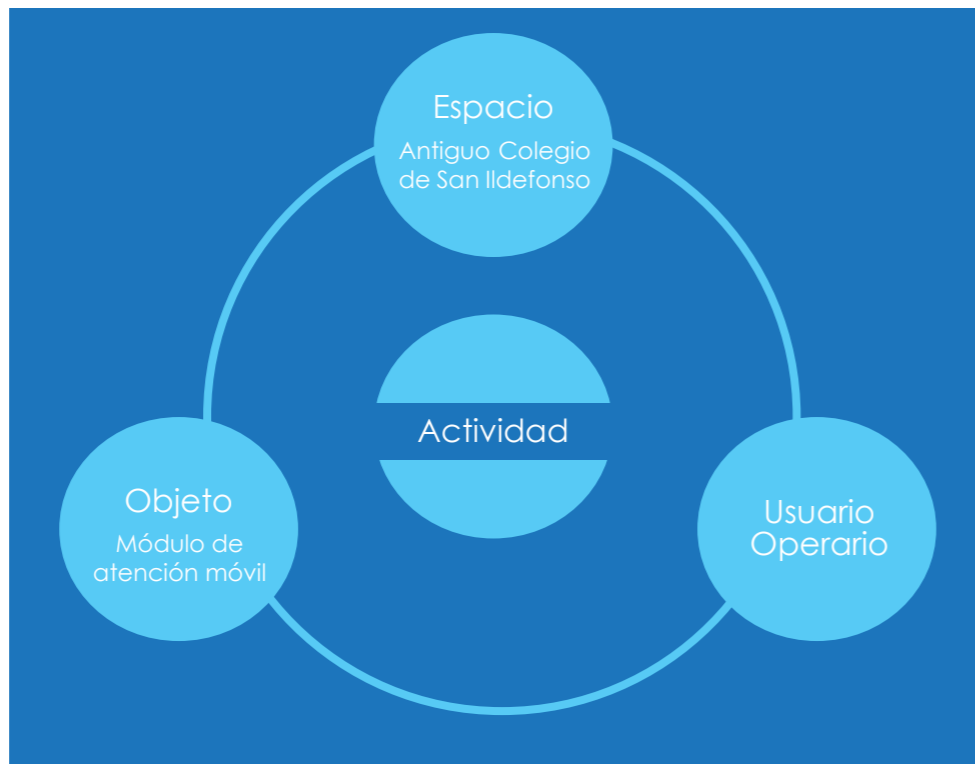 Espacio
Antiguo Colegio
de San Ildefonso
Actividad
Objeto
Módulo de
atención móvil
Usuario
Operario